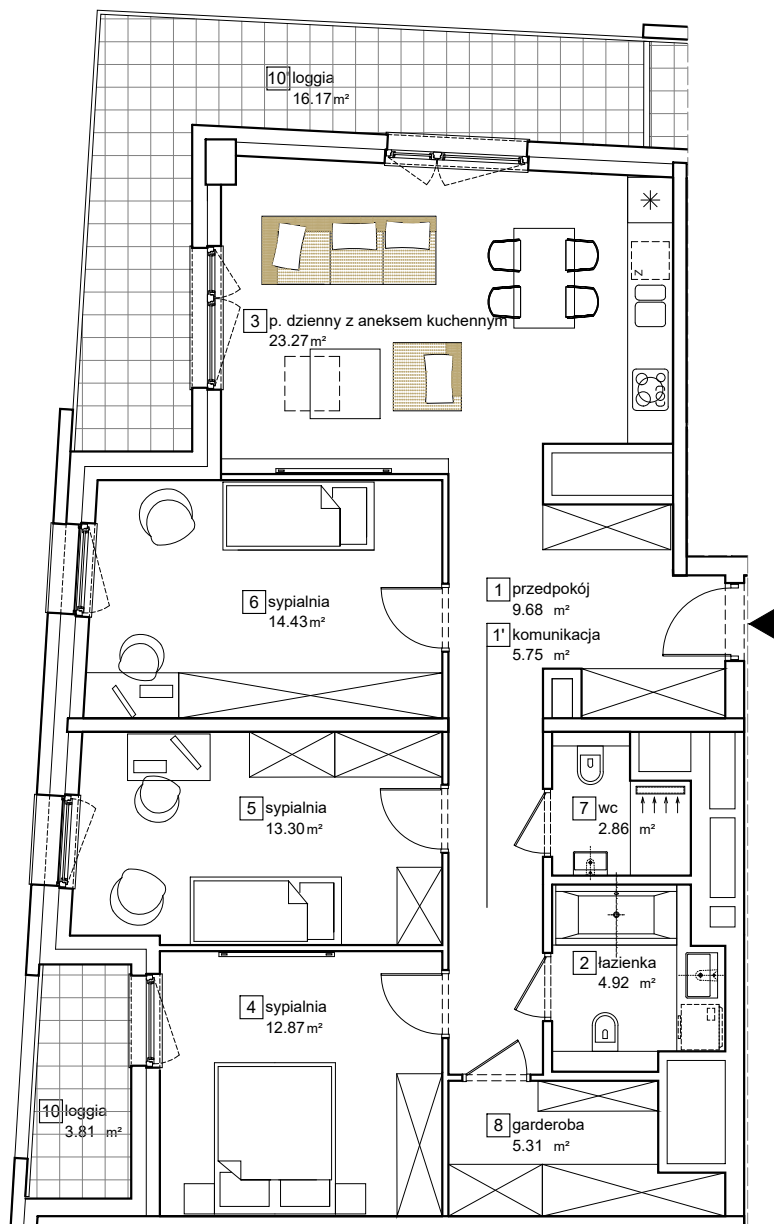 10' loggia
16.17 m²
3 p. dzienny z aneksem kuchennym
23.27 m²
z
6 sypialnia
14.43 m²
1 przedpokój
9.68 m²
1' komunikacja
5.75 m²
5 sypialnia
13.30 m²
7 wc
2.86 m²
2 łazienka
4.92 m²
4 sypialnia
12.87 m²
10 loggia
3.81 m²
8 garderoba
5.31 m²